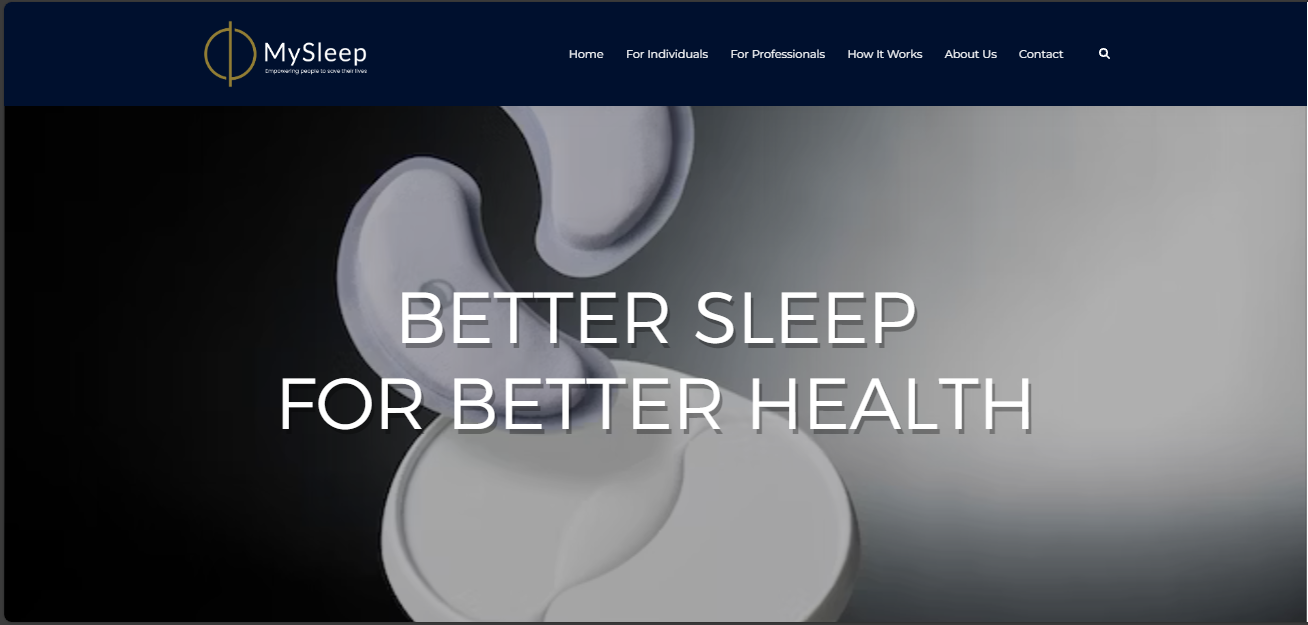 MySleep
Empowering people to save their lives
Home For Individuals For Professionals How It Works About Us Contact
BETTER SLEEP
FOR BETTER HEALTH